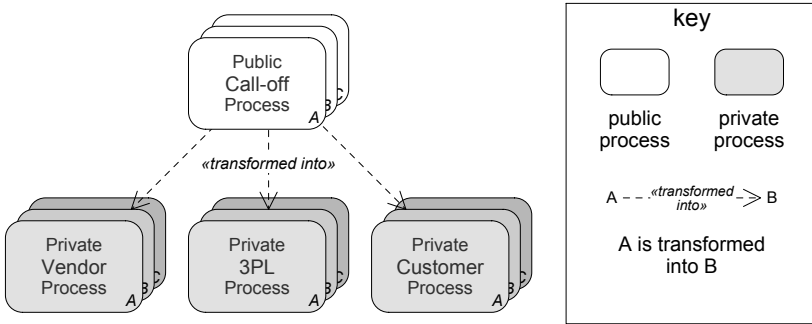 Public
Call-off
Process
A
B
C
«transformed into»
Private
Vendor
Process
A
B
C
Private
3PL
Process
A
B
C
Private
Customer
Process
A
B
C
key
public
process
private
process
A «transformed into» B
A is transformed
into B